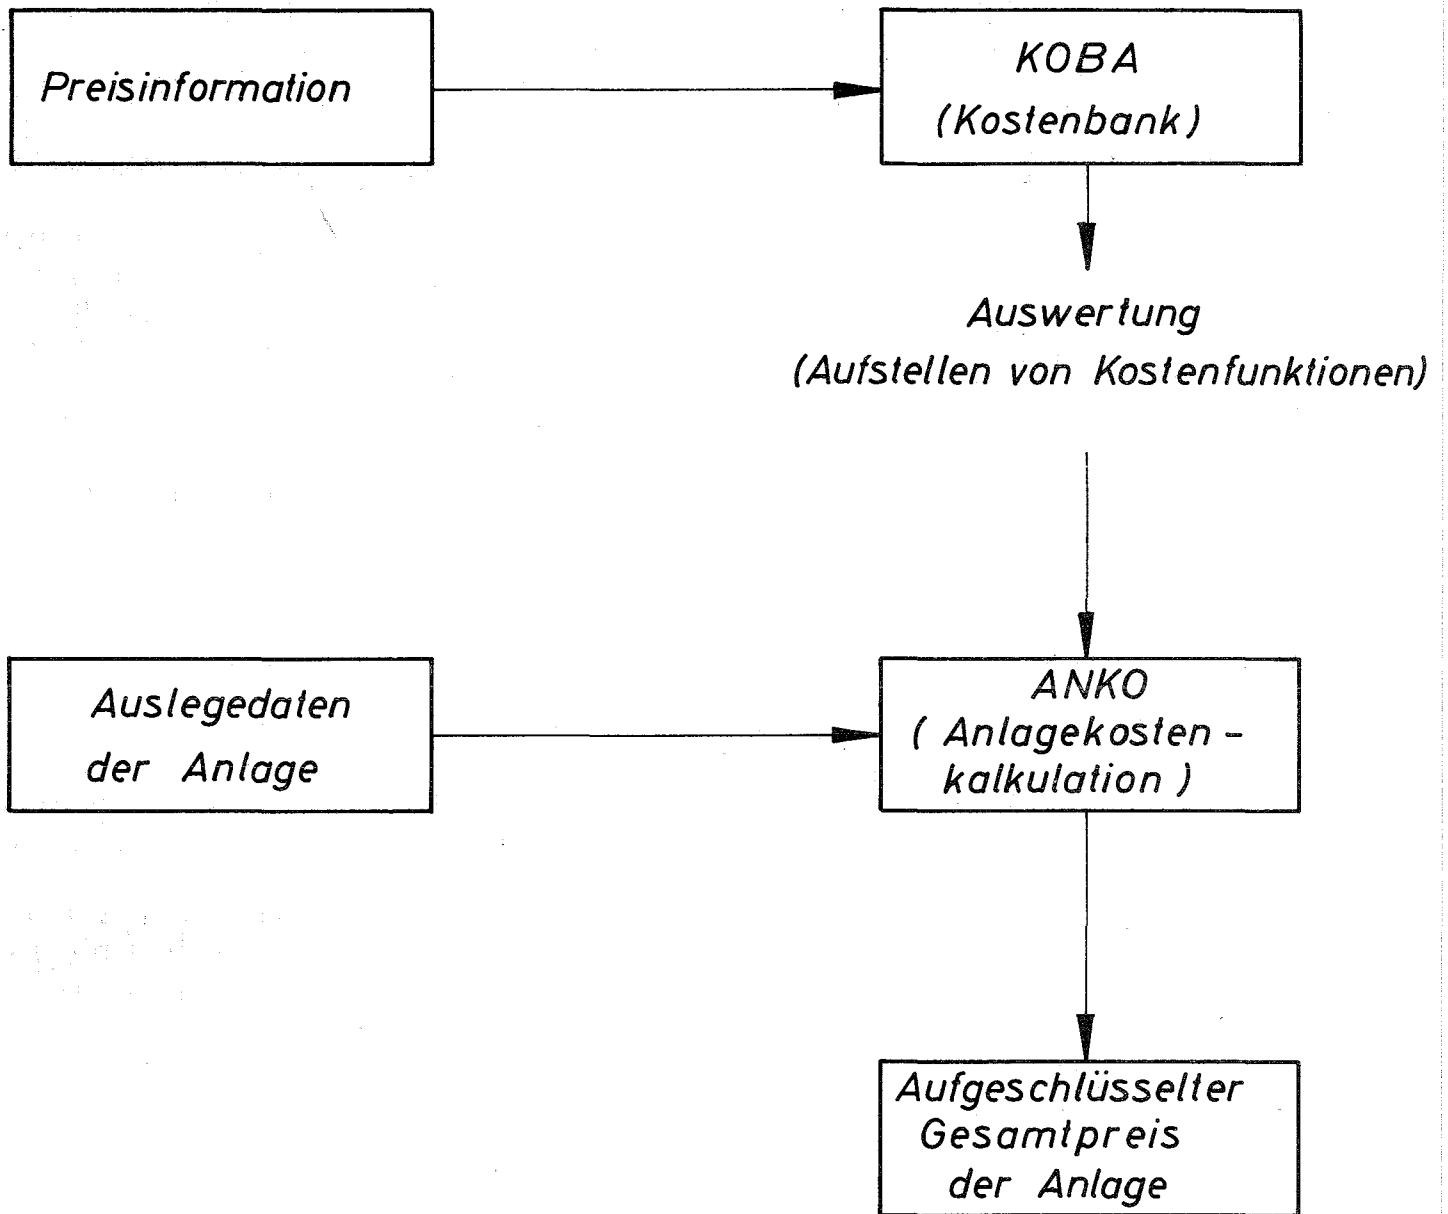 Preisinformation
KOBA
(Kostenbank)
Auswertung
(Aufstellen von Kostenfunktionen)
Auslegedaten
der Anlage
ANKO
( Anlagekosten -
kalkulation )
Aufgeschlüsselter
Gesamtpreis
der Anlage